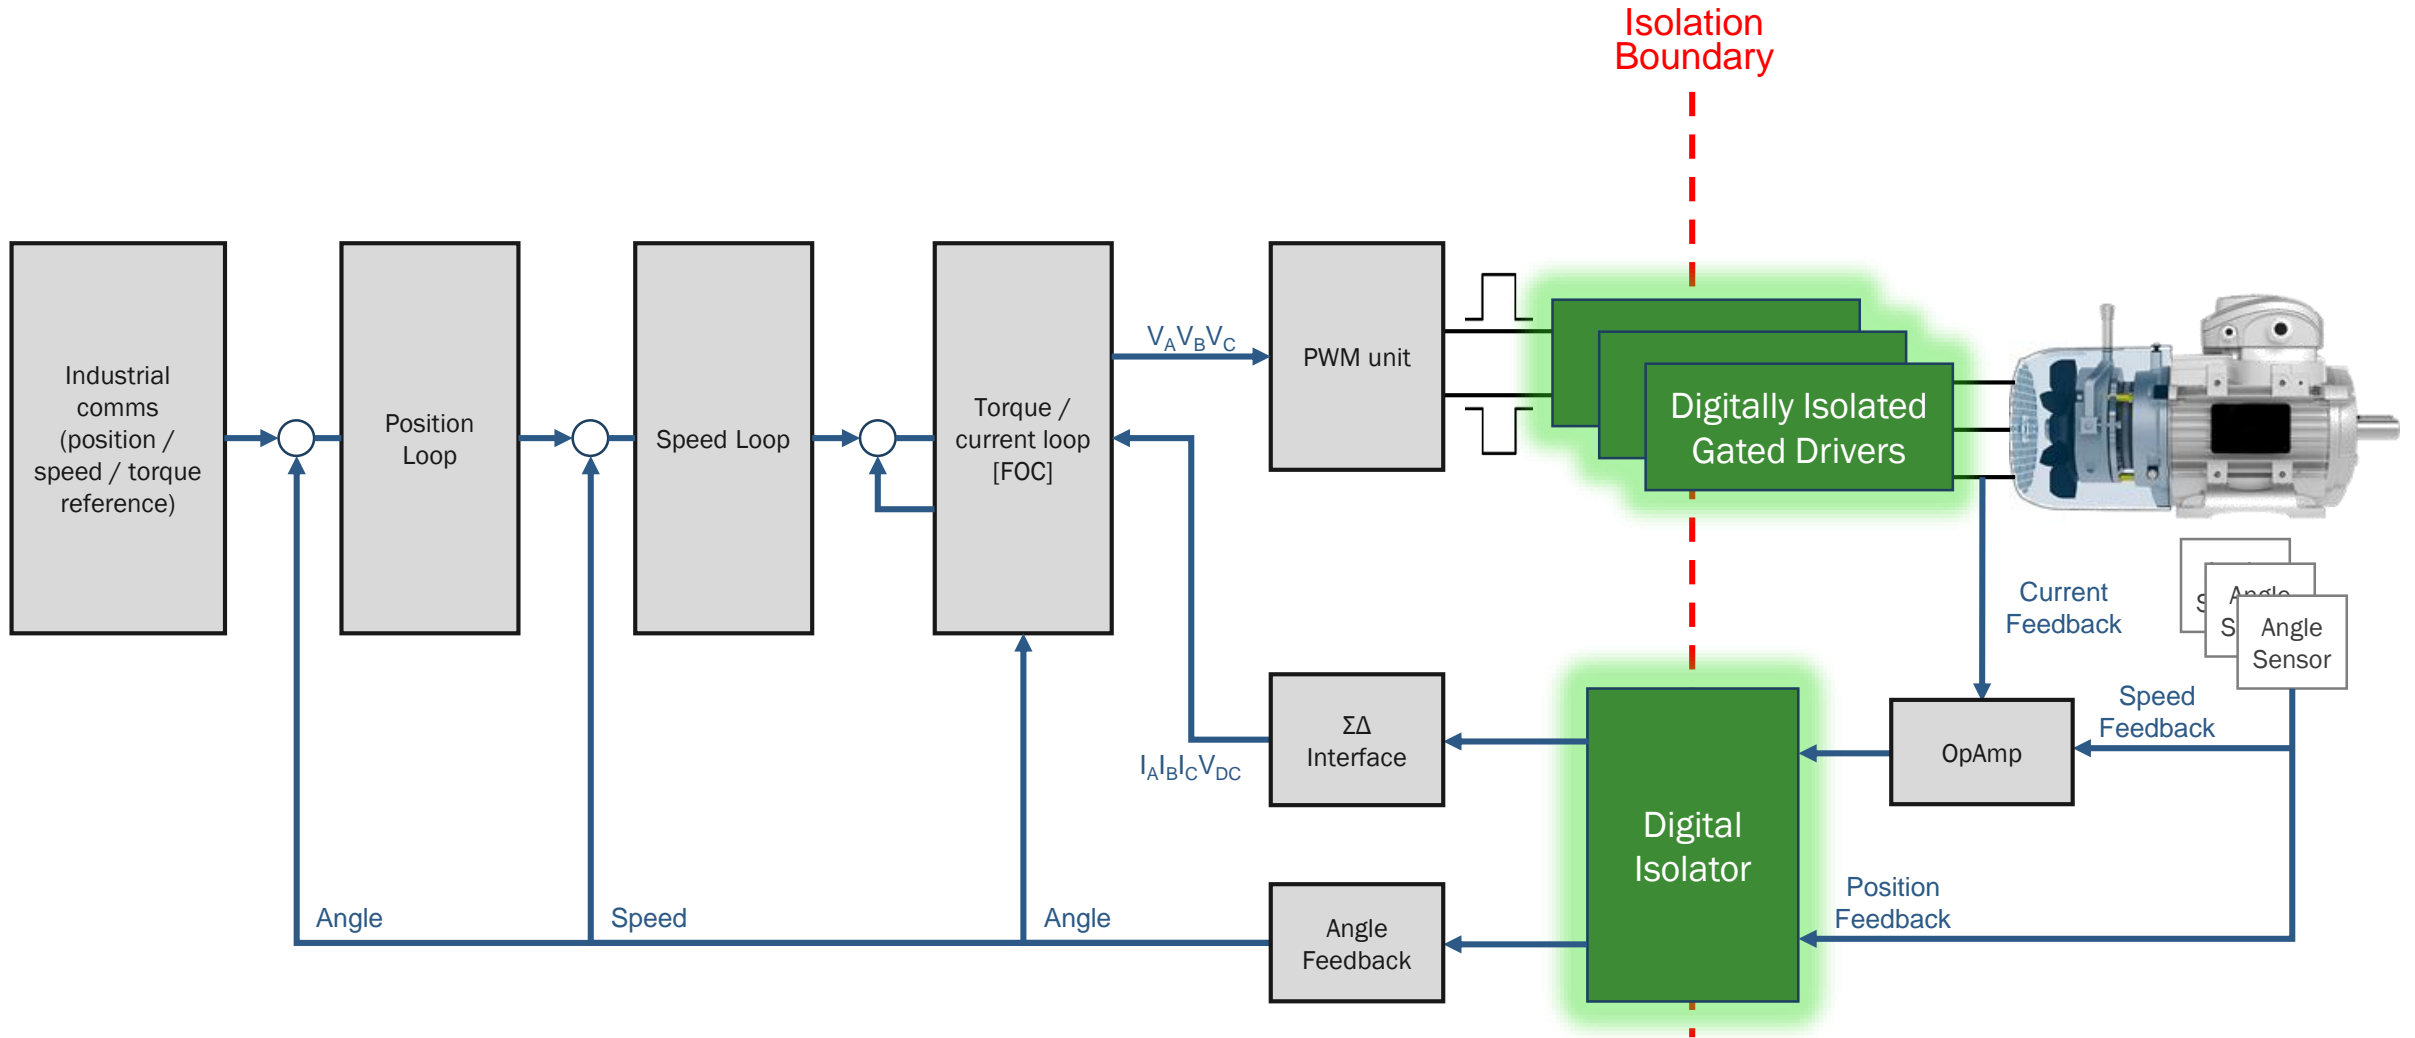 Isolation
Boundary
Industrial
comms
(position /
speed / torque
reference)
Position
Loop
Speed Loop
Torque /
current loop
[FOC]
VAVBVC
PWM unit
Digitally Isolated
Gated Drivers
Current
Feedback
Angle
S
Angle
Sensor
Speed
Feedback
ΣΔ
Interface
OpAmp
IAIBICVDC
Digital
Isolator
Position
Feedback
Angle
Speed
Angle
Angle
Feedback